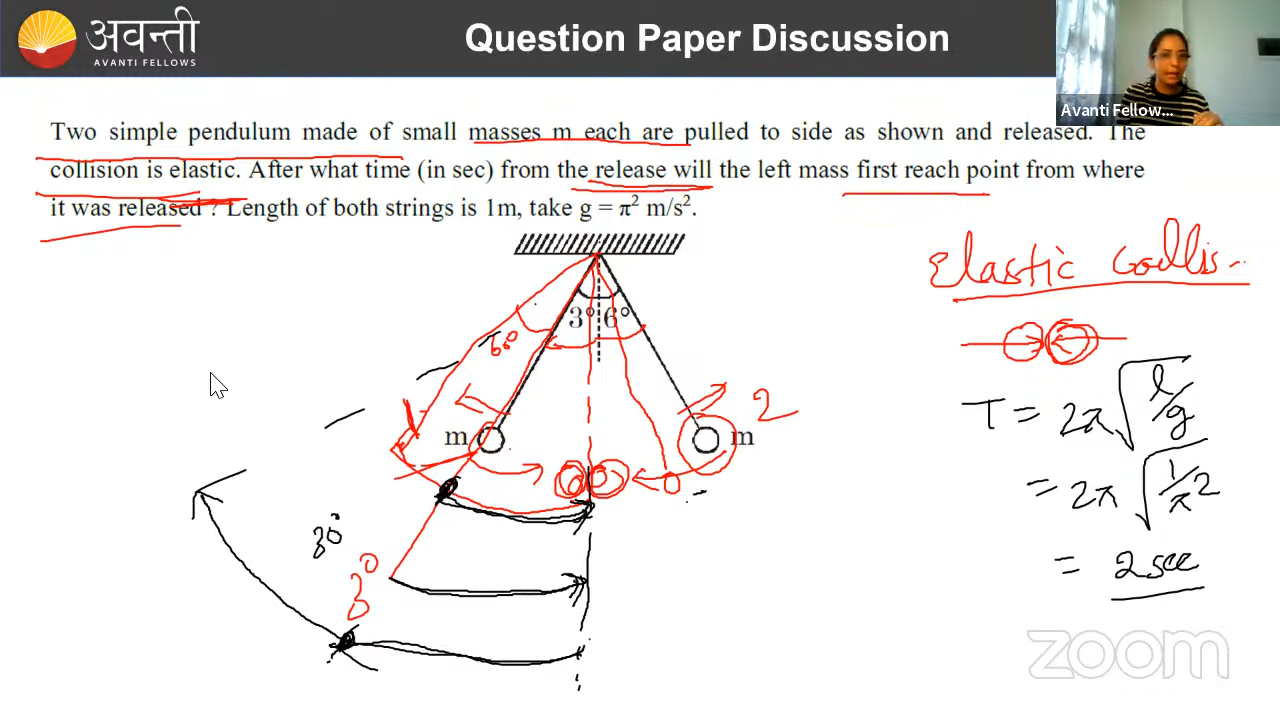 अवन्ती
AVANTI FELLOWS
Question Paper Discussion
Avanti Fellow...
Two simple pendulum made of small masses m each are pulled to side as shown and released. The
collision is elastic. After what time (in sec) from the release will the left mass first reach point from where
it was released ? Length of both strings is 1m, take g = π² m/s².
Elastic Collis
3° 6°
60°
m
m
2
T = 2π √l/g
= 2π √1/π2
= 2 sec
30°
3°
zoom